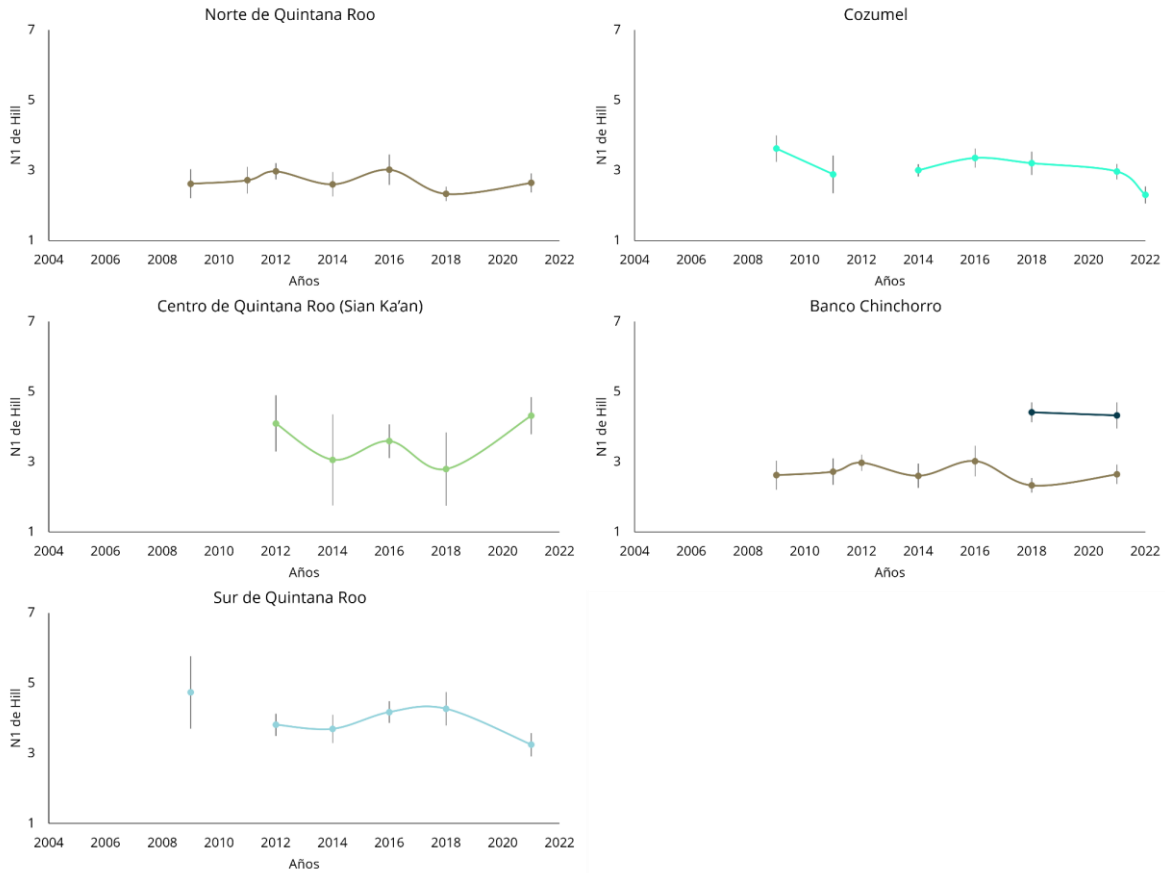 Norte de Quintana Roo
7
5
3
1
N1 de Hill
2004 2006 2008 2010 2012 2014 2016 2018 2020 2022
Años
Cozumel
7
5
3
1
N1 de Hill
2004 2006 2008 2010 2012 2014 2016 2018 2020 2022
Años
Centro de Quintana Roo (Sian Ka’an)
7
5
3
1
N1 de Hill
2004 2006 2008 2010 2012 2014 2016 2018 2020 2022
Años
Banco Chinchorro
7
5
3
1
N1 de Hill
2004 2006 2008 2010 2012 2014 2016 2018 2020 2022
Años
Sur de Quintana Roo
7
5
3
1
N1 de Hill
2004 2006 2008 2010 2012 2014 2016 2018 2020 2022
Años